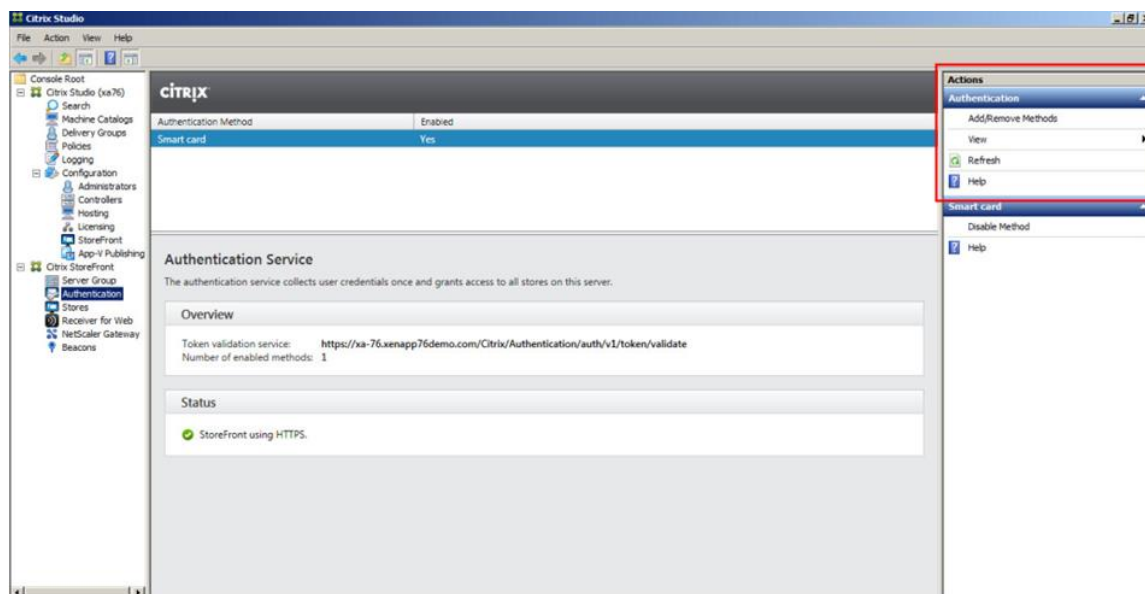 Citrix Studio
File Action View Help
Console Root
Citrix Studio (xa76)
Search
Machine Catalogs
Delivery Groups
Policies
Logging
Configuration
Administrators
Controllers
Hosting
Licensing
StoreFront
App-V Publishing
Citrix StoreFront
Server Group
Authentication
Stores
Receiver for Web
NetScaler Gateway
Beacons
CITRIX
Authentication Method Enabled
Smart card Yes
Authentication Service
The authentication service collects user credentials once and grants access to all stores on this server.
Overview
Token validation service: https://xa-76.xenapp76demo.com/Citrix/Authentication/auth/v1/token/validate
Number of enabled methods: 1
Status
StoreFront using HTTPS.
Actions
Authentication
Add/Remove Methods
View
Refresh
Help
Smart card
Disable Method
Help